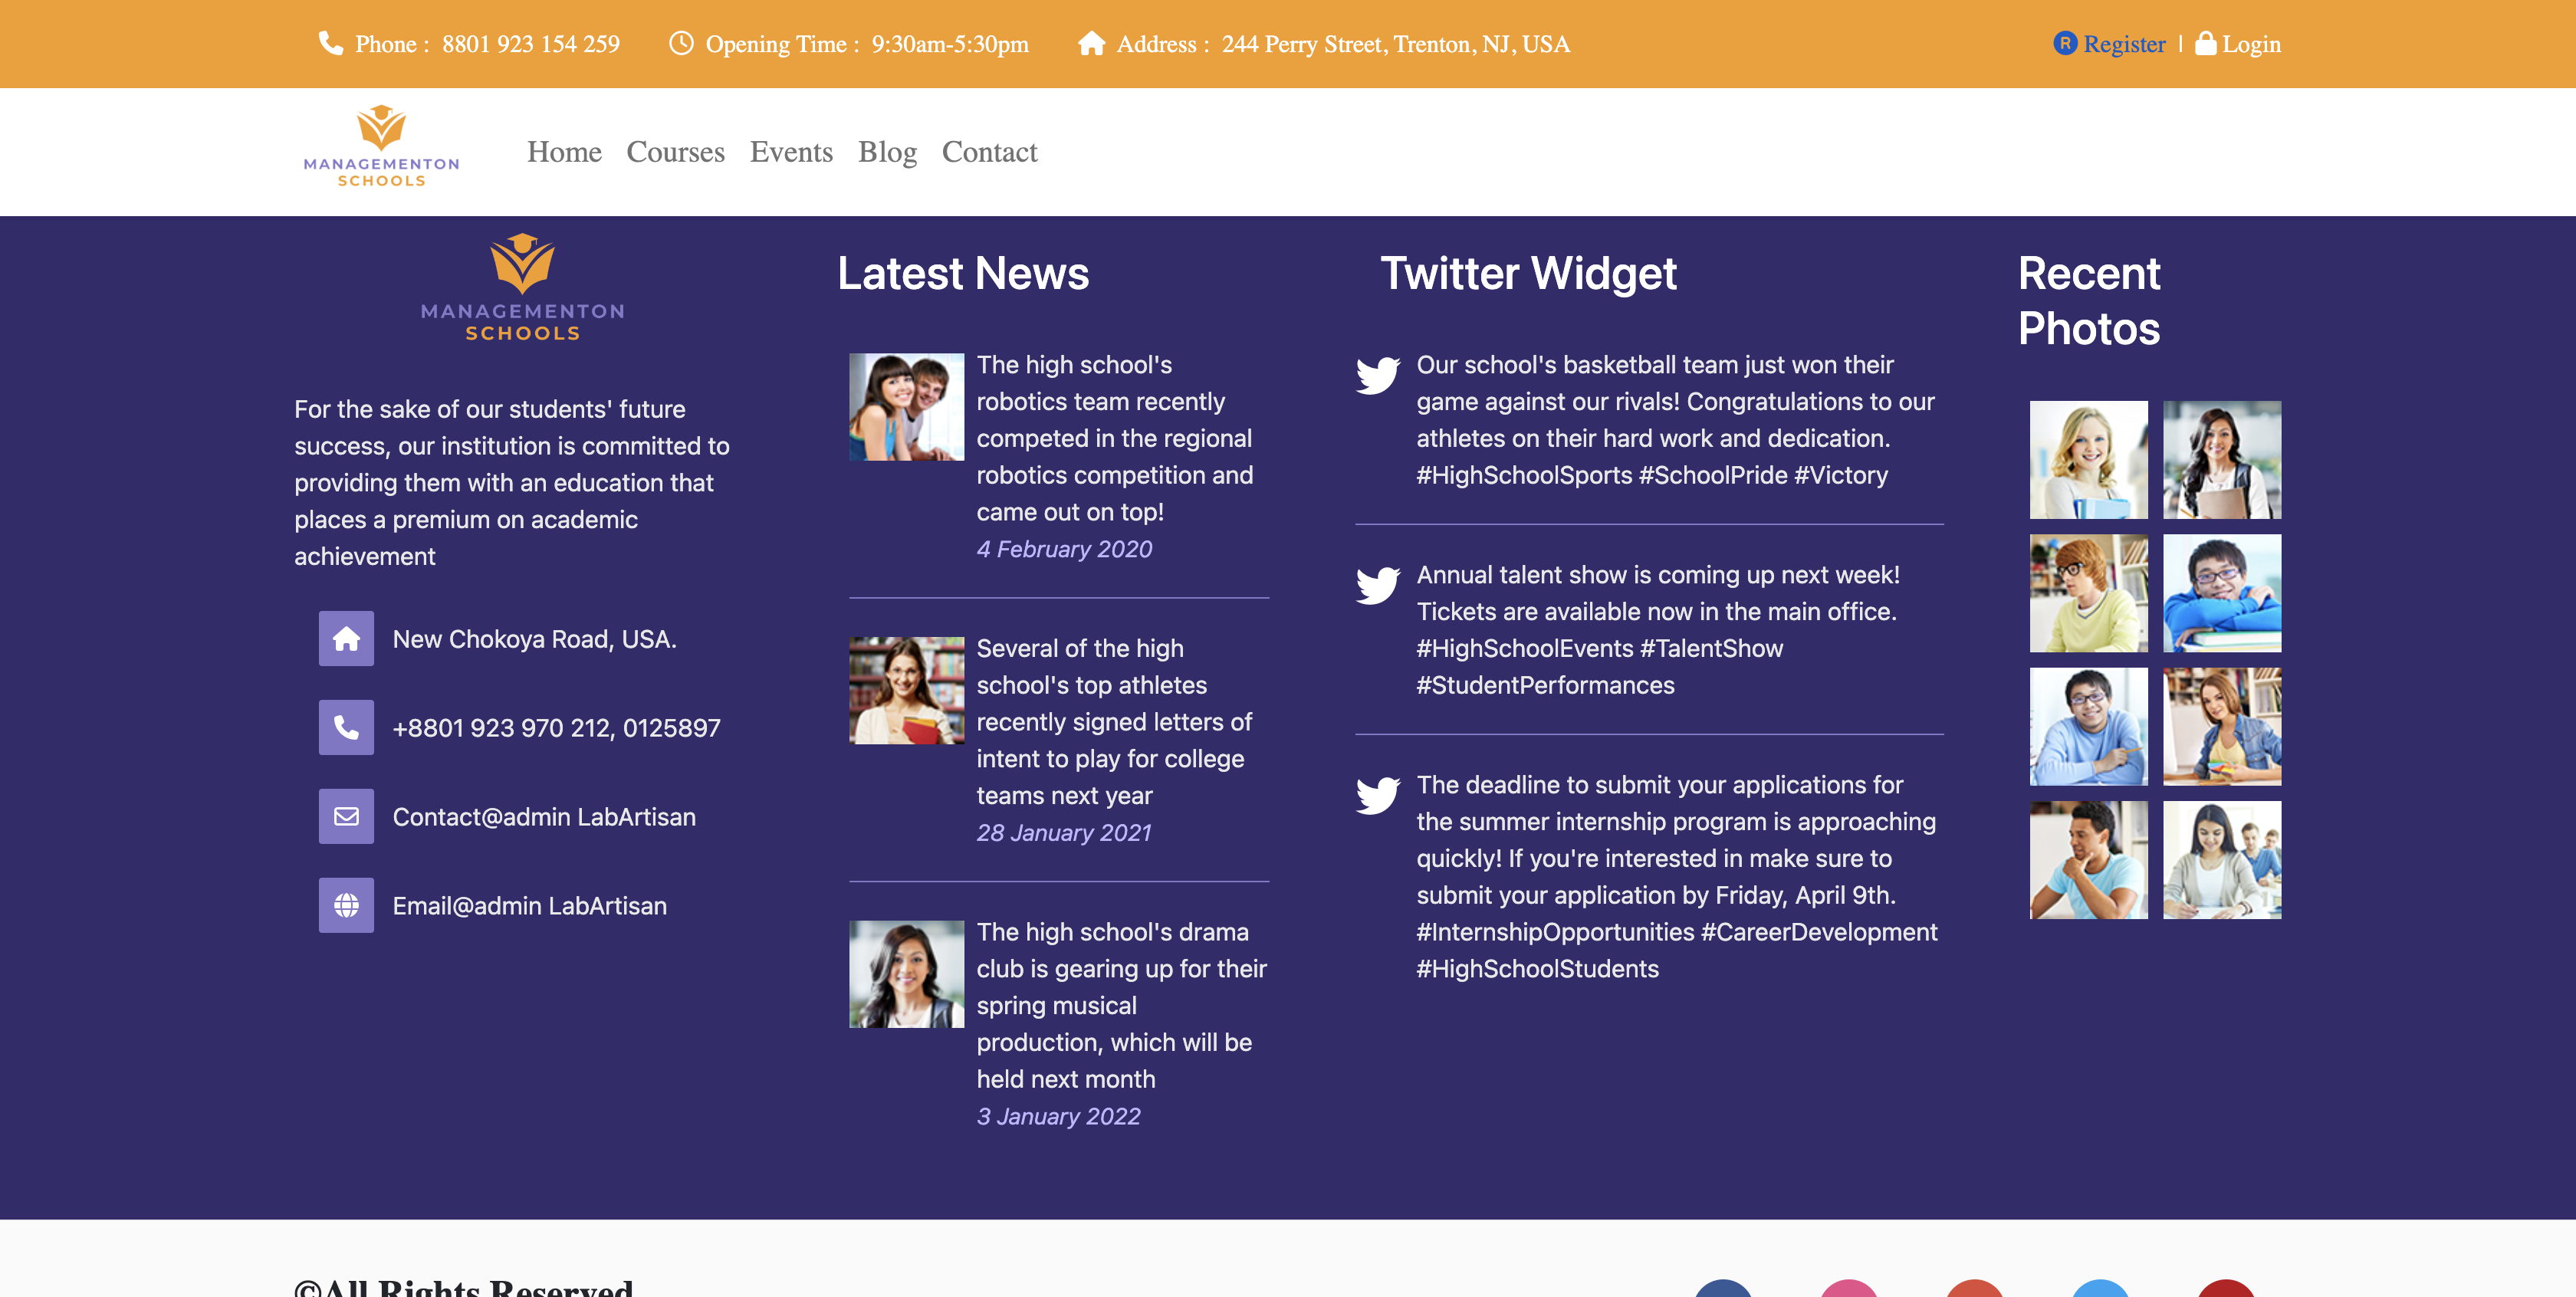 Phone : 8801 923 154 259 Opening Time : 9:30am-5:30pm Address : 244 Perry Street, Trenton, NJ, USA R Register | Login
MANAGEMENTON
SCHOOLS
Home Courses Events Blog Contact
MANAGEMENTON
SCHOOLS
For the sake of our students' future
success, our institution is committed to
providing them with an education that
places a premium on academic
achievement
New Chokoya Road, USA.
+8801 923 970 212, 0125897
Contact@admin LabArtisan
Email@admin LabArtisan
Latest News
The high school's
robotics team recently
competed in the regional
robotics competition and
came out on top!
4 February 2020
Several of the high
school's top athletes
recently signed letters of
intent to play for college
teams next year
28 January 2021
The high school's drama
club is gearing up for their
spring musical
production, which will be
held next month
3 January 2022
Twitter Widget
Our school's basketball team just won their
game against our rivals! Congratulations to our
athletes on their hard work and dedication.
#HighSchoolSports #SchoolPride #Victory
Annual talent show is coming up next week!
Tickets are available now in the main office.
#HighSchoolEvents #TalentShow
#StudentPerformances
The deadline to submit your applications for
the summer internship program is approaching
quickly! If you're interested in make sure to
submit your application by Friday, April 9th.
#InternshipOpportunities #CareerDevelopment
#HighSchoolStudents
Recent
Photos
©All Rights Reserved